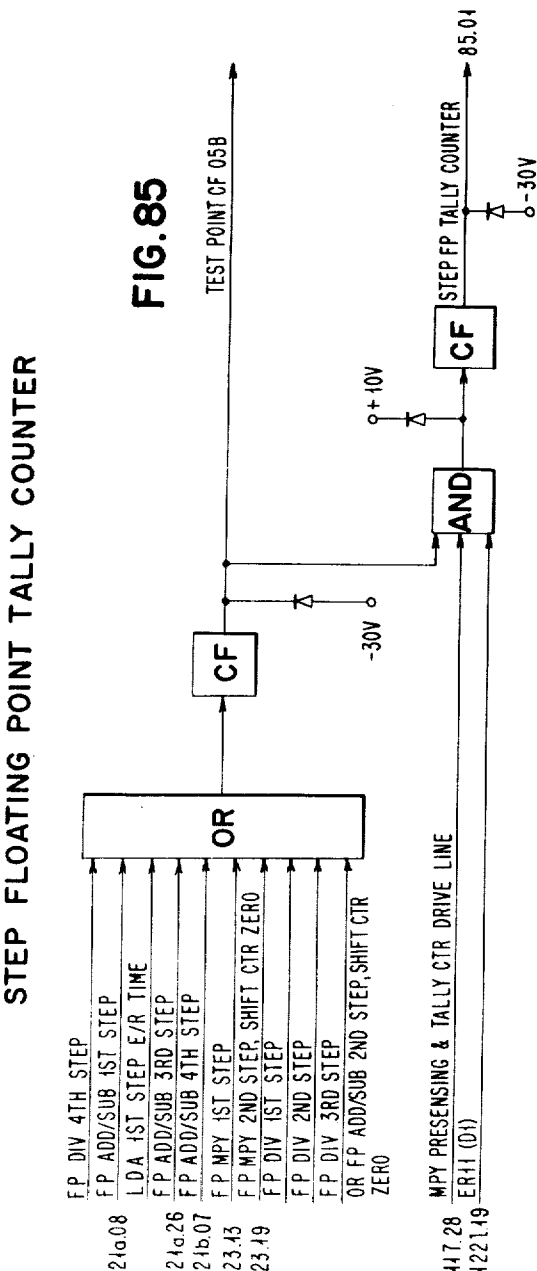 STEP FLOATING POINT TALLY COUNTER
FIG. 85
FP DIV 4TH STEP
FP ADD/SUB 1ST STEP
21a.08
LDA 1ST STEP E/R TIME
FP ADD/SUB 3RD STEP
21a.26
FP ADD/SUB 4TH STEP
21b.07
FP MPY 1ST STEP
23.13
FP MPY 2ND STEP, SHIFT CTR ZERO
23.19
FP DIV 1ST STEP
FP DIV 2ND STEP
FP DIV 3RD STEP
OR FP ADD/SUB 2ND STEP, SHIFT CTR
ZERO
OR
CF
-30V
TEST POINT CF 05B
MPY PRESENSING & TALLY CTR DRIVE LINE
117.28
ER11 (D1)
1221.19
AND
+10V
CF
STEP FP TALLY COUNTER
85.01
-30V